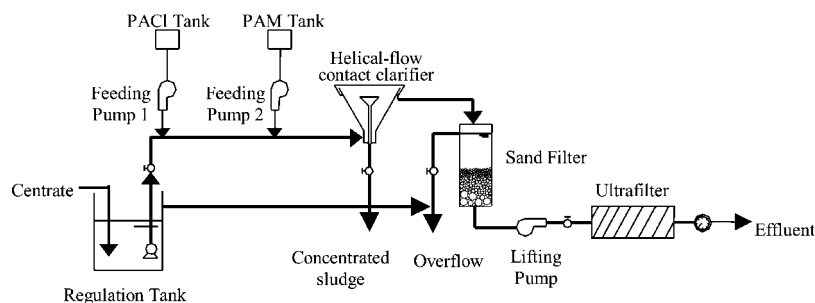 PACl Tank
PAM Tank
Helical-flow
contact clarifier
Feeding
Pump 1
Feeding
Pump 2
Sand Filter
Centrate
Ultrafilter
Effluent
Concentrated
sludge
Overflow
Lifting
Pump
Regulation Tank